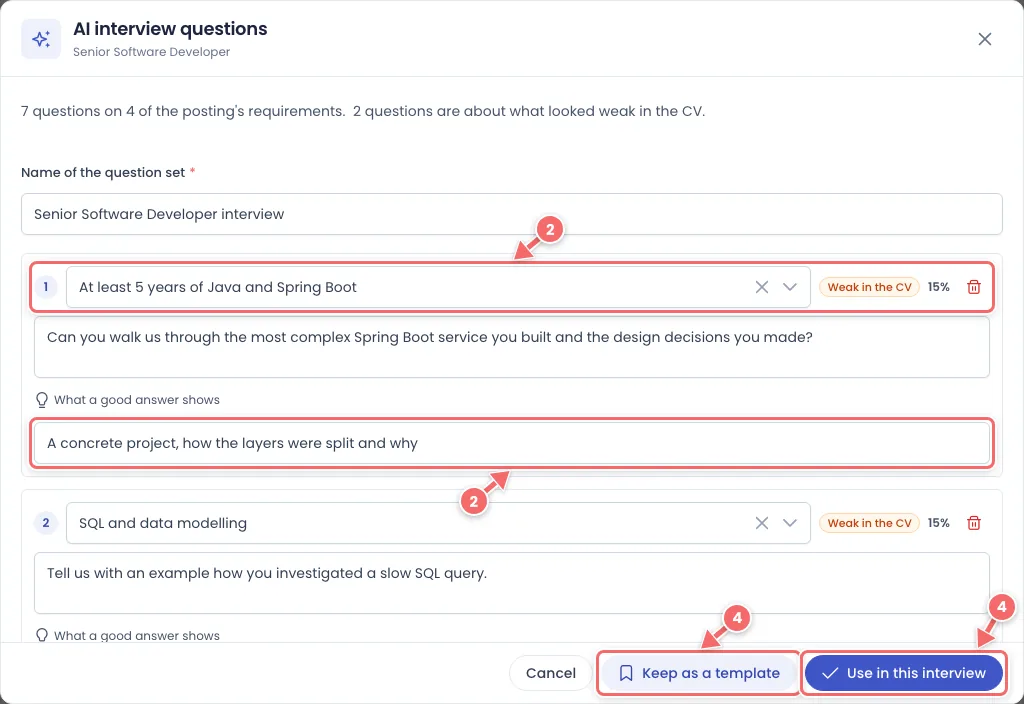 AI interview questions
Senior Software Developer
7 questions on 4 of the posting's requirements.  2 questions are about what looked weak in the CV.
Name of the question set *
Senior Software Developer interview
2
1 At least 5 years of Java and Spring Boot Weak in the CV 15%
Can you walk us through the most complex Spring Boot service you built and the design decisions you made?
What a good answer shows
A concrete project, how the layers were split and why
2
2 SQL and data modelling Weak in the CV 15%
Tell us with an example how you investigated a slow SQL query.
4
4
What a good answer shows
Cancel Keep as a template Use in this interview